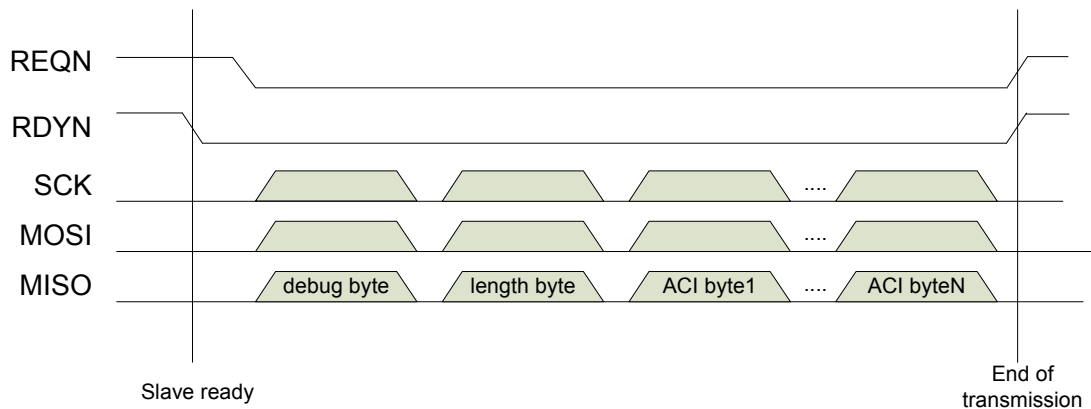 REQN
RDYN
SCK
....
MOSI
....
MISO
debug byte
length byte
ACI byte1
....
ACI byteN
Slave ready
End of
transmission